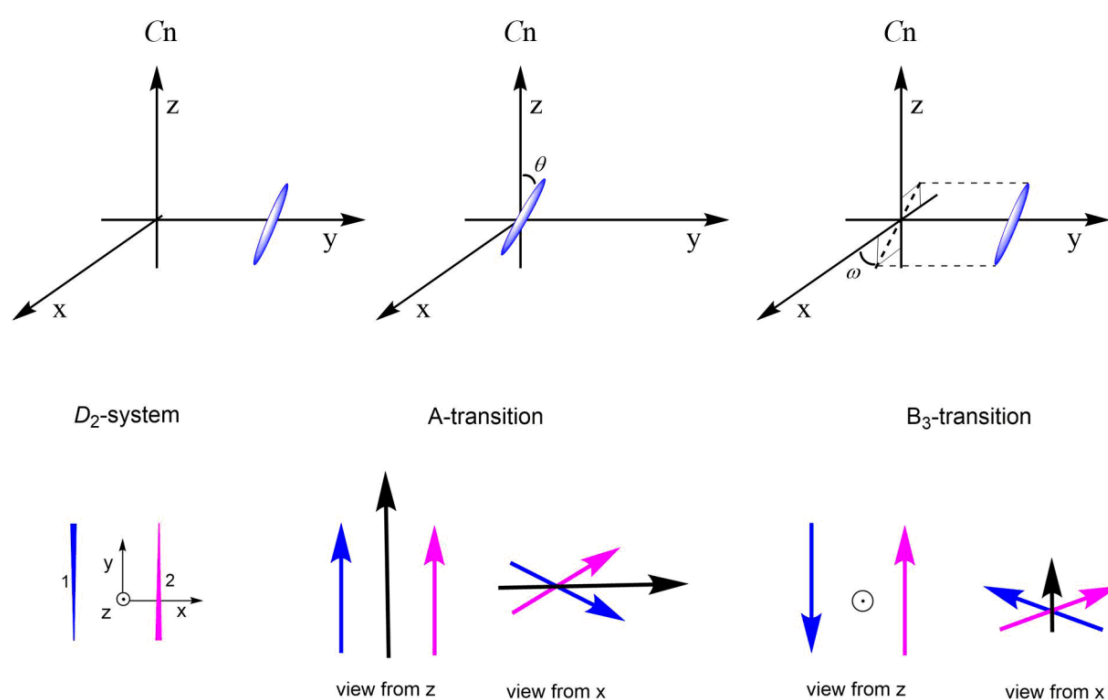 Cn Cn Cn
z z z
θ
y y y
ω
x x x
D2-system A-transition B3-transition
y
1 2
z x
view from z view from x view from z view from x